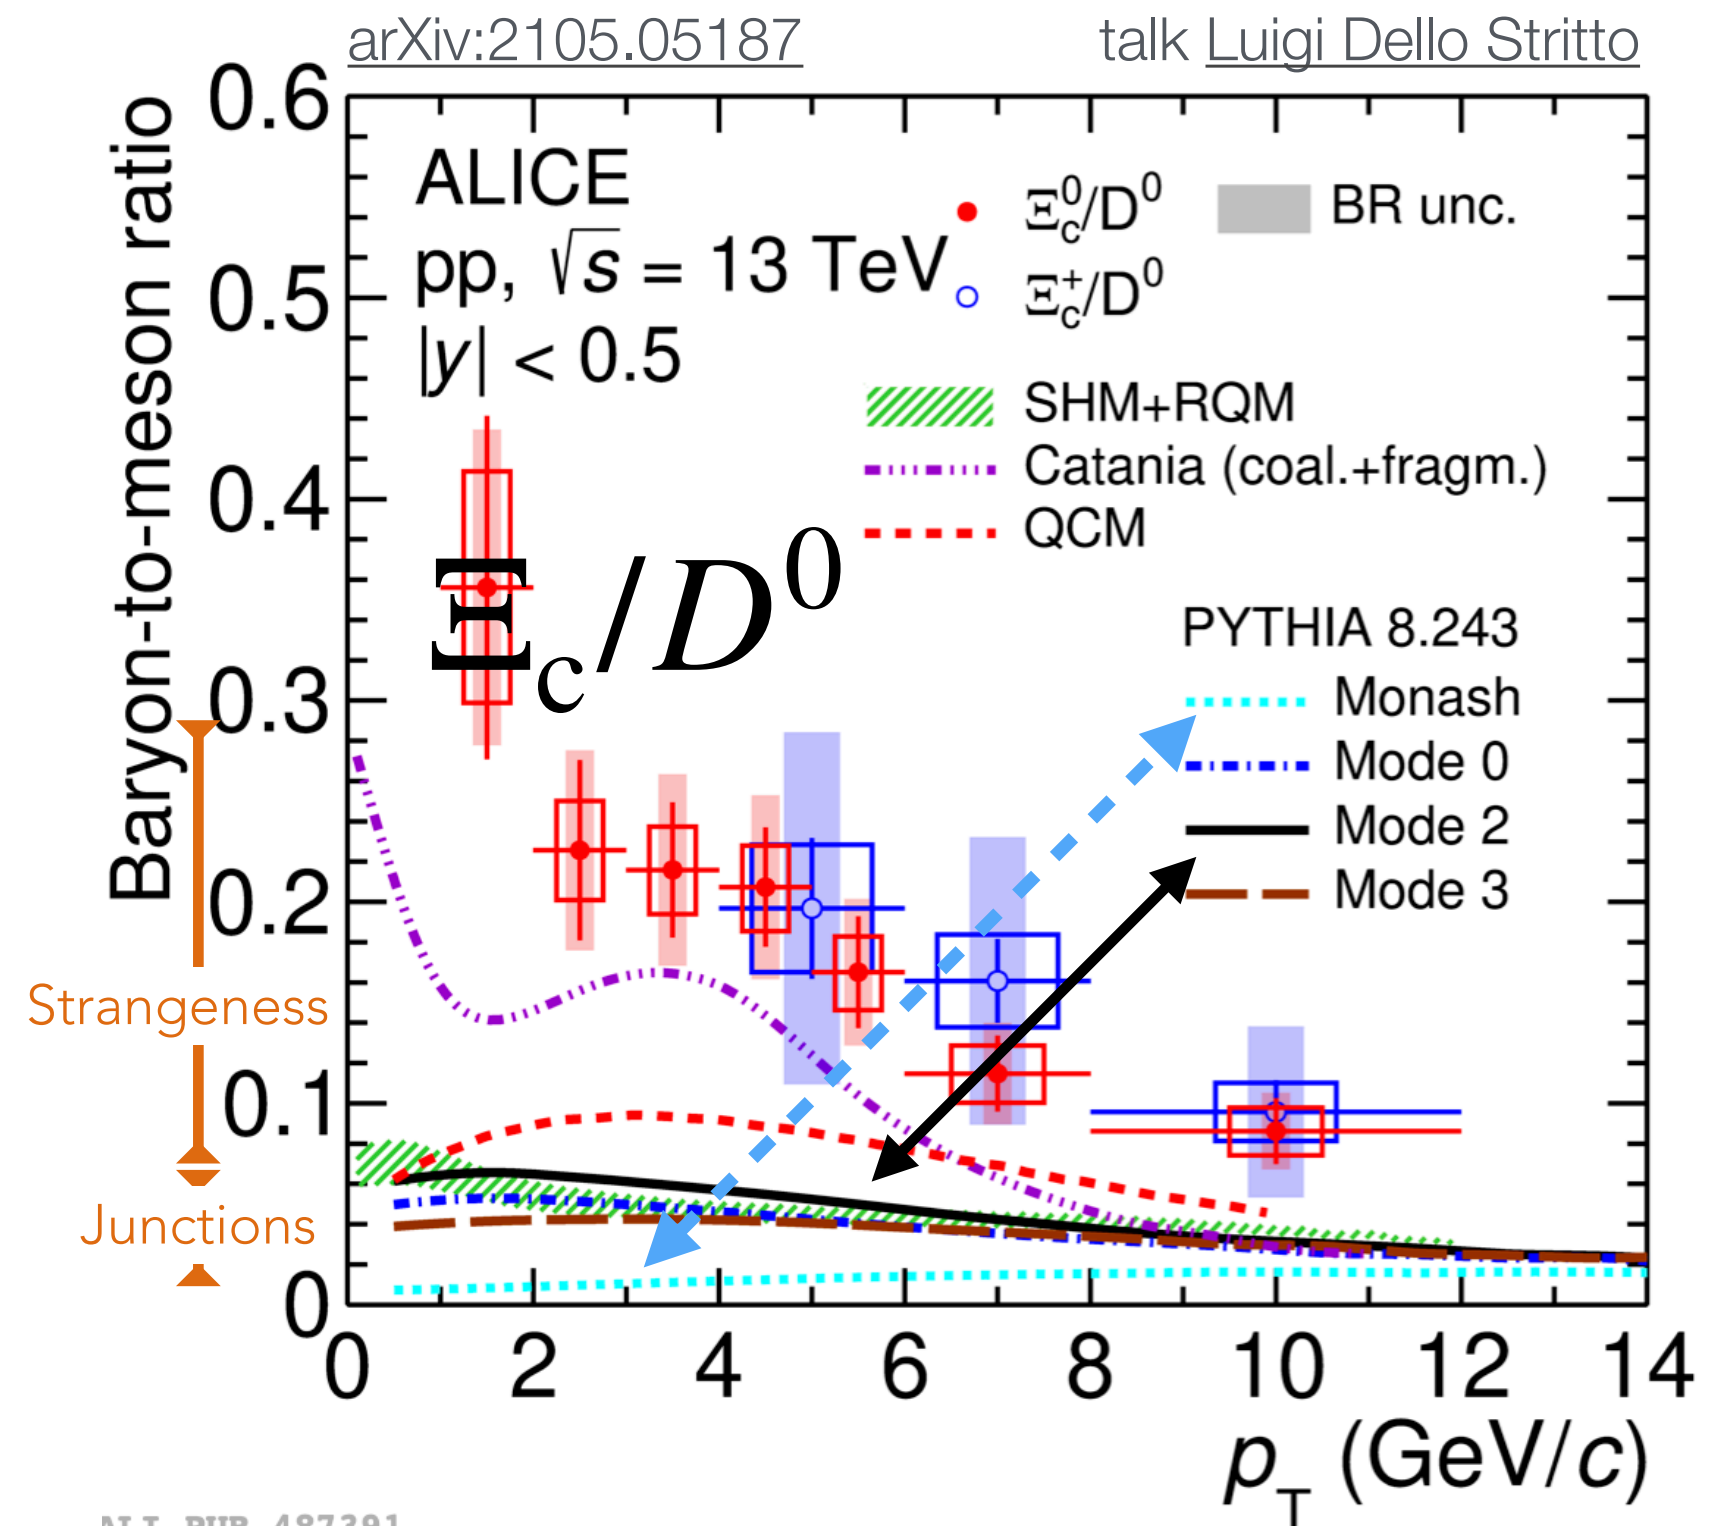 arXiv:2105.05187
talk Luigi Dello Stritto
Baryon-to-meson ratio
0.6
0.5
0.4
0.3
0.2
0.1
0
ALICE
pp, √s = 13 TeV
|y| < 0.5
Ξc0/D0
BR unc.
Ξc+/D0
SHM+RQM
Catania (coal.+fragm.)
QCM
Ξc/D0
PYTHIA 8.243
Monash
Mode 0
Mode 2
Mode 3
Strangeness
Junctions
0 2 4 6 8 10 12 14
pT (GeV/c)